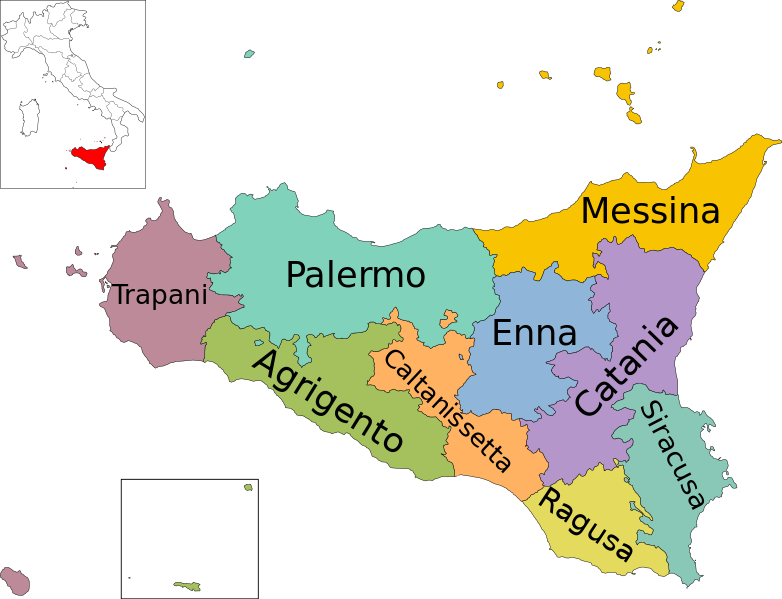 Messina
Palermo
Trapani
Enna
Catania
Agrigento
Caltanissetta
Siracusa
Ragusa